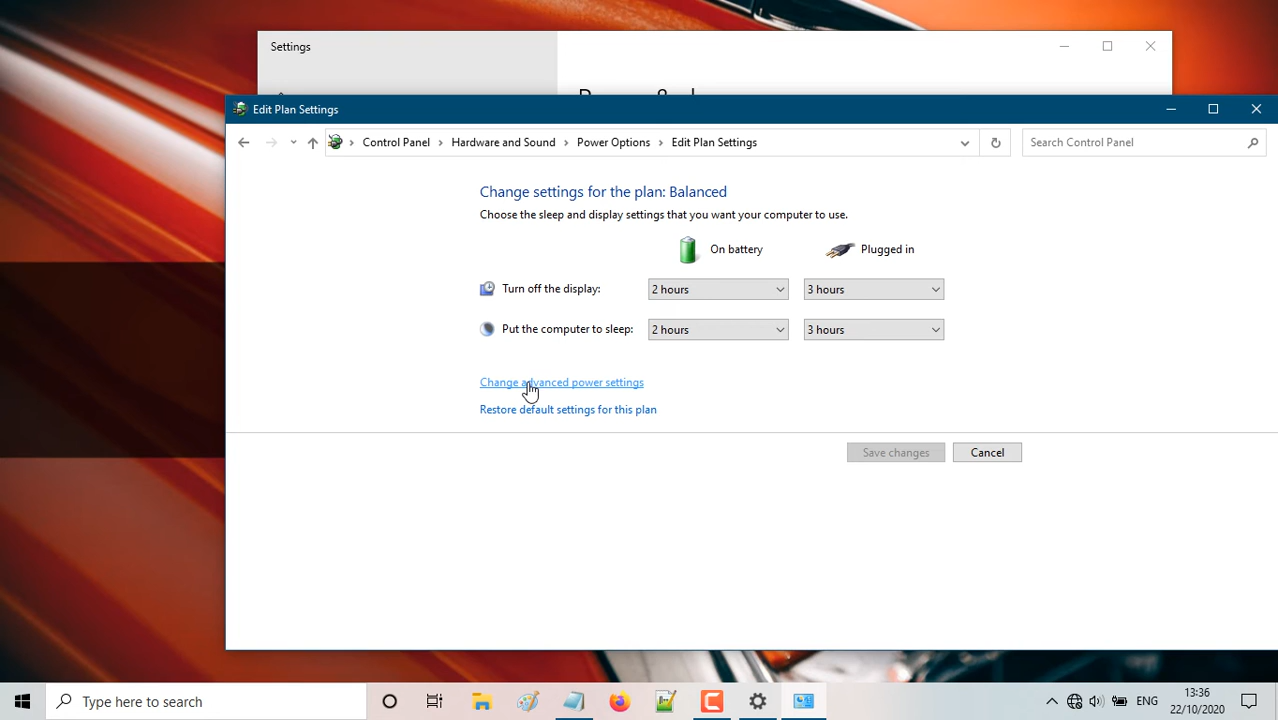 Settings
Edit Plan Settings
Control Panel
Hardware and Sound
Power Options
Edit Plan Settings
Search Control Panel
Change settings for the plan: Balanced
Choose the sleep and display settings that you want your computer to use.
On battery
Plugged in
Turn off the display:
2 hours
3 hours
Put the computer to sleep:
2 hours
3 hours
Change advanced power settings
Restore default settings for this plan
Save changes
Cancel
Type here to search
ENG
13:36
22/10/2020